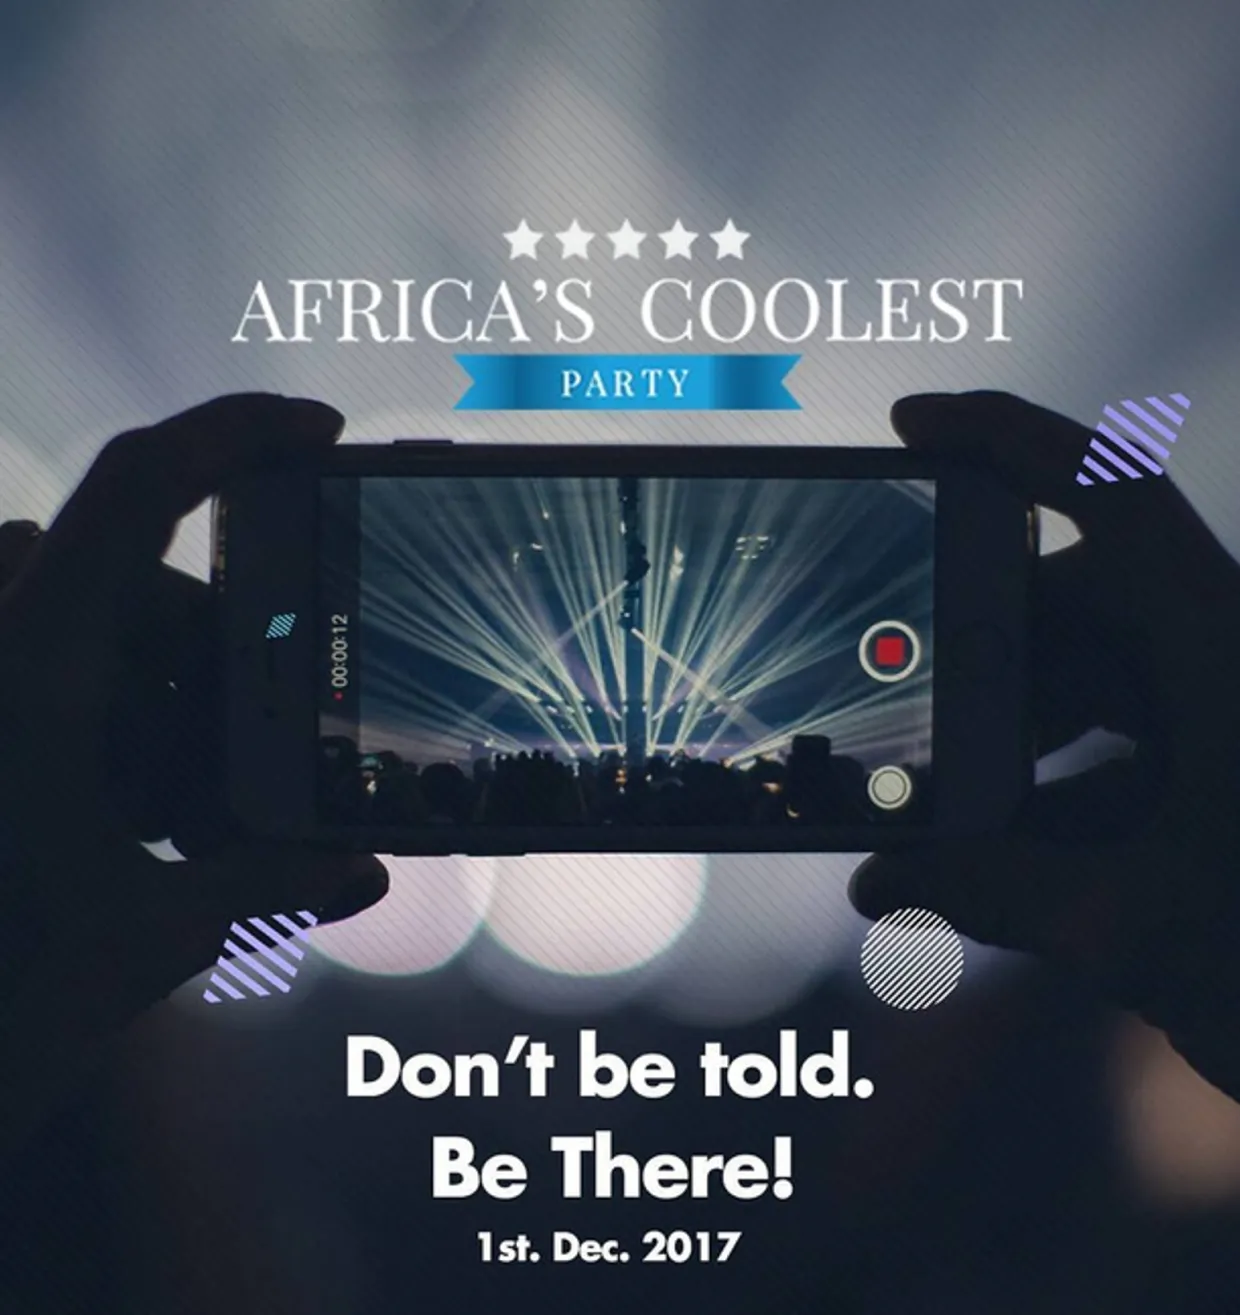 AFRICA'S COOLEST
PARTY
00:00:12
Don't be told.
Be There!
1st. Dec. 2017